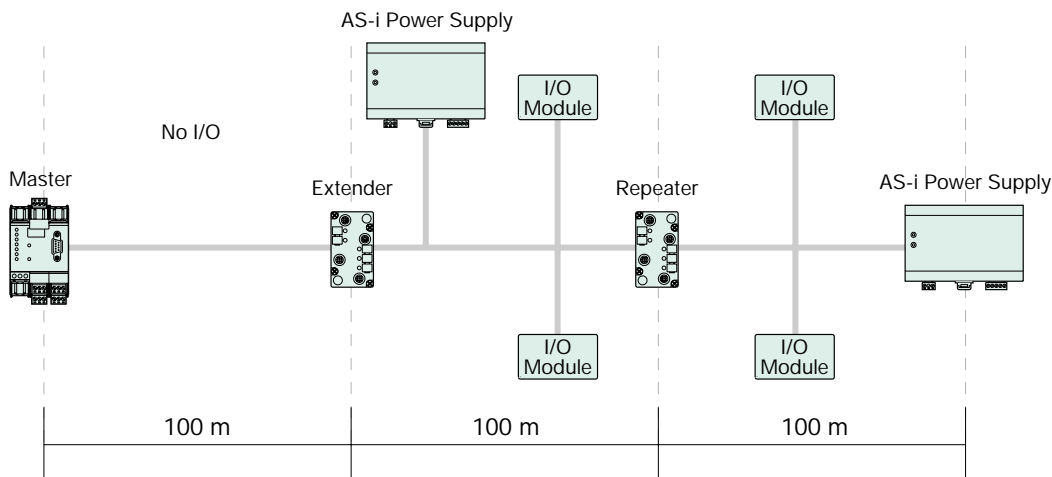 AS-i Power Supply
I/O
Module
I/O
Module
No I/O
Master
Extender
Repeater
AS-i Power Supply
I/O
Module
I/O
Module
100 m
100 m
100 m